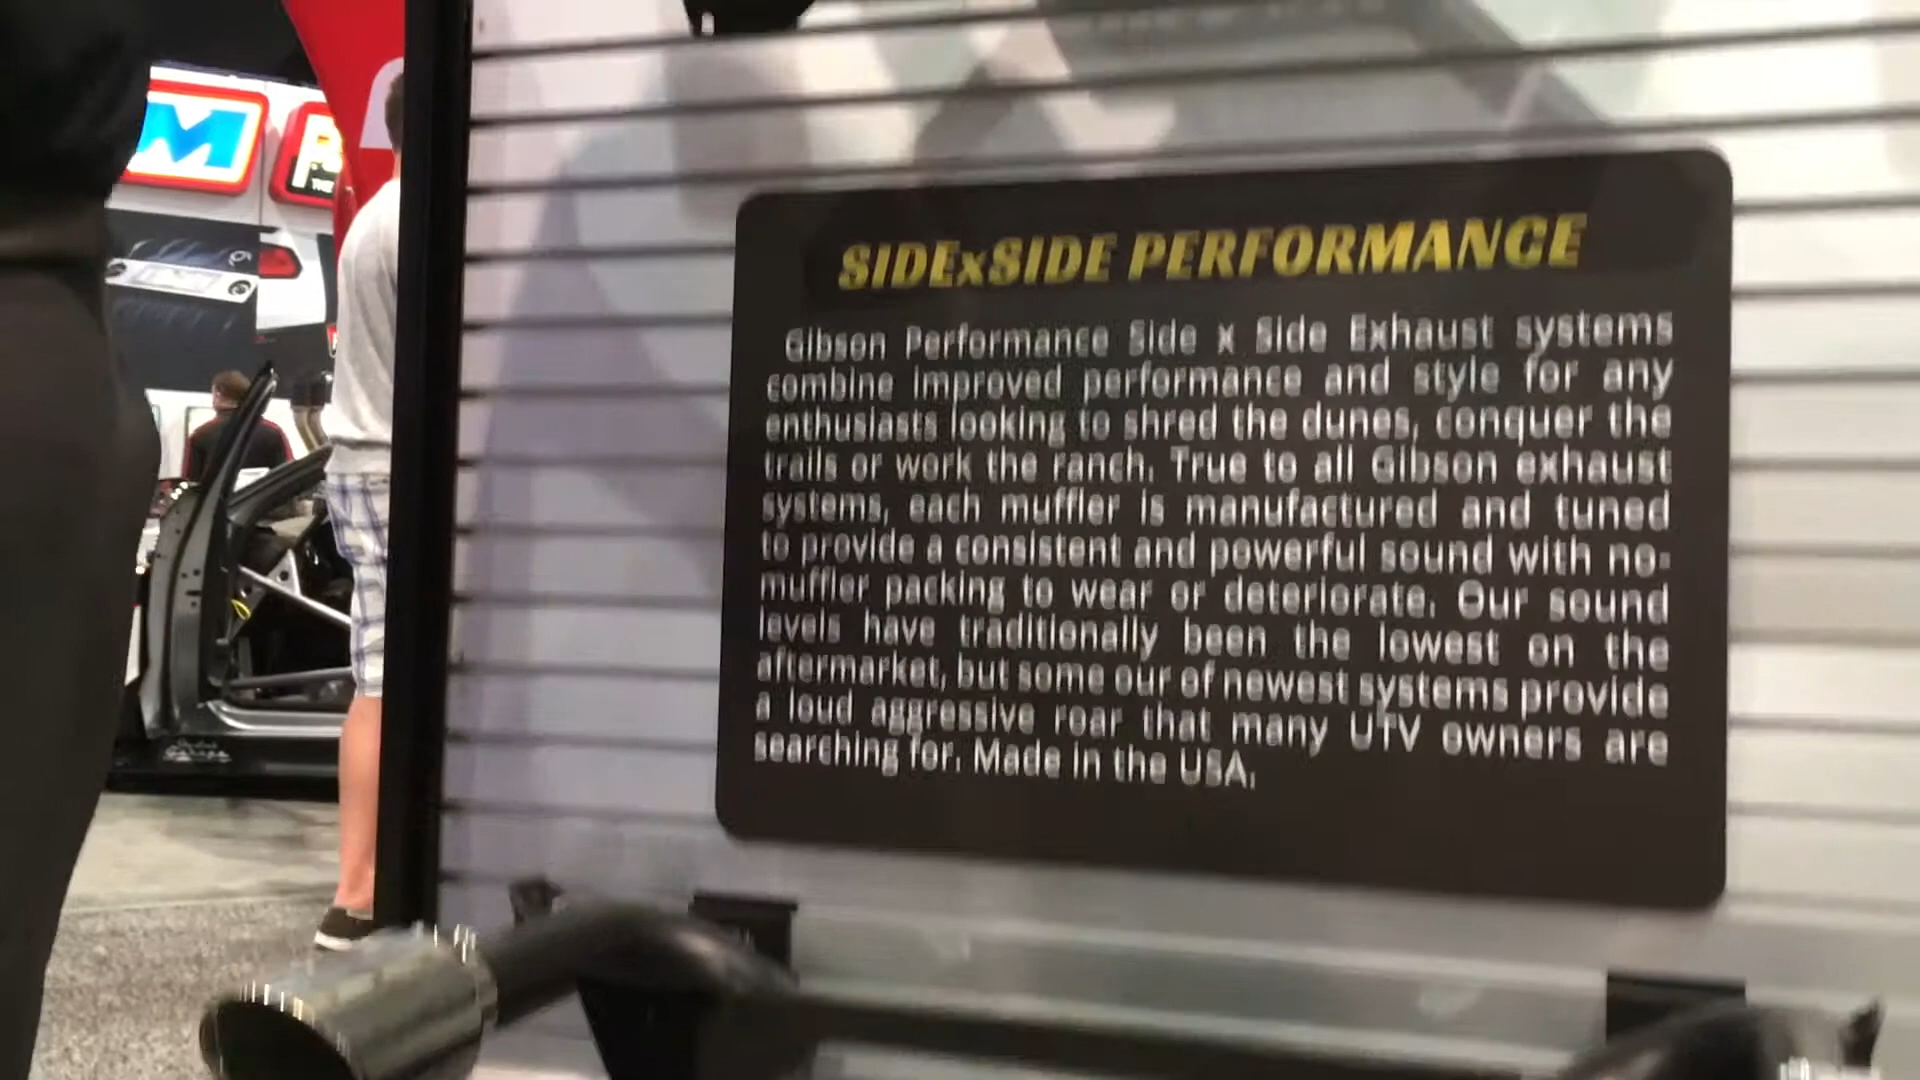 M
SIDExSIDE PERFORMANCE
Gibson Performance Side x Side Exhaust systems
combine improved performance and style for any
enthusiasts looking to shred the dunes, conquer the
trails or work the ranch. True to all Gibson exhaust
systems, each muffler is manufactured and tuned
to provide a consistent and powerful sound with no-
muffler packing to wear or deteriorate. Our sound
levels have traditionally been the lowest on the
aftermarket, but some our of newest systems provide
a loud aggressive roar that many UTV owners are
searching for. Made in the USA.